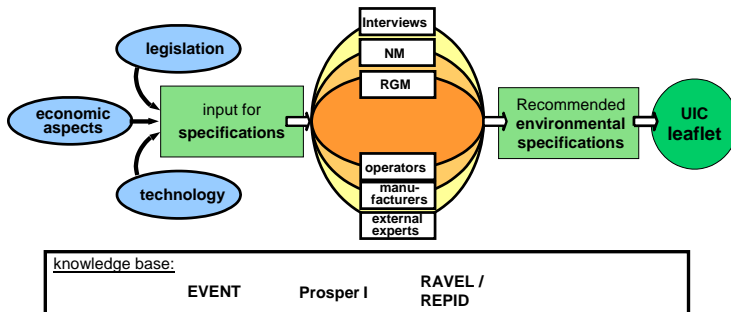 legislation
economic
aspects
technology
input for
specifications
Interviews
NM
RGM
operators
manu-
facturers
external
experts
Recommended
environmental
specifications
UIC
leaflet
knowledge base:
EVENT
Prosper I
RAVEL /
REPID